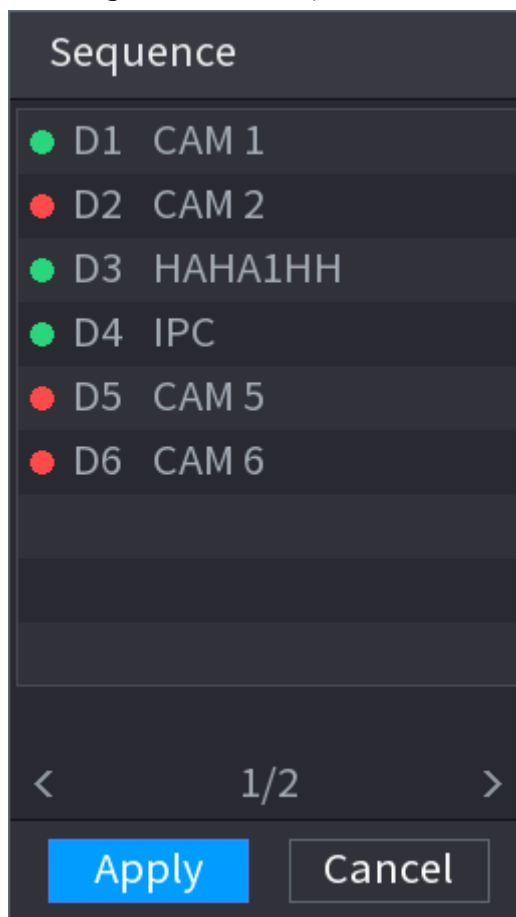 Sequence
D1 CAM 1
D2 CAM 2
D3 HAHA1HH
D4 IPC
D5 CAM 5
D6 CAM 6
< 1/2 >
Apply Cancel